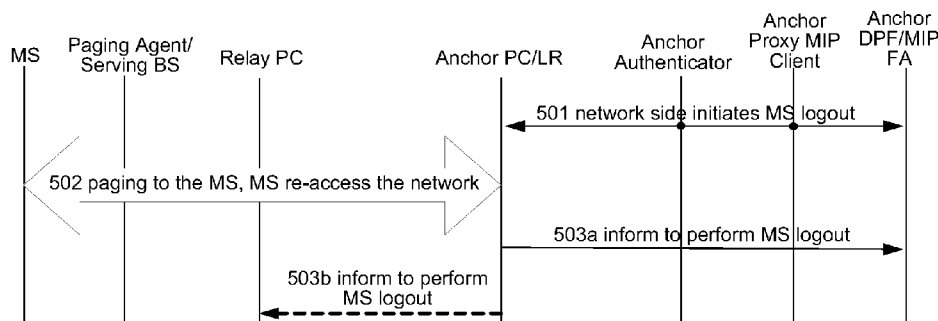 MS
Paging Agent/
Serving BS
Relay PC
Anchor PC/LR
Anchor
Authenticator
Anchor
Proxy MIP
Client
Anchor
DPF/MIP
FA
501 network side initiates MS logout
502 paging to the MS, MS re-access the network
503a inform to perform MS logout
503b inform to perform
MS logout